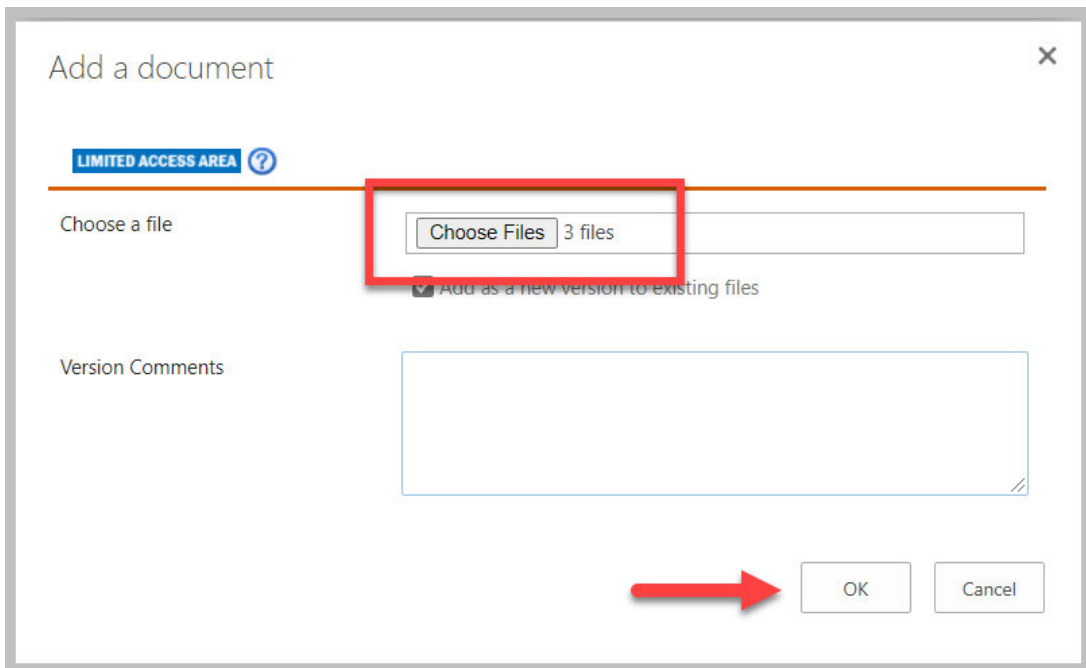 Add a document
LIMITED ACCESS AREA ?
Choose a file
Choose Files 3 files
Add as a new version to existing files
Version Comments
OK Cancel